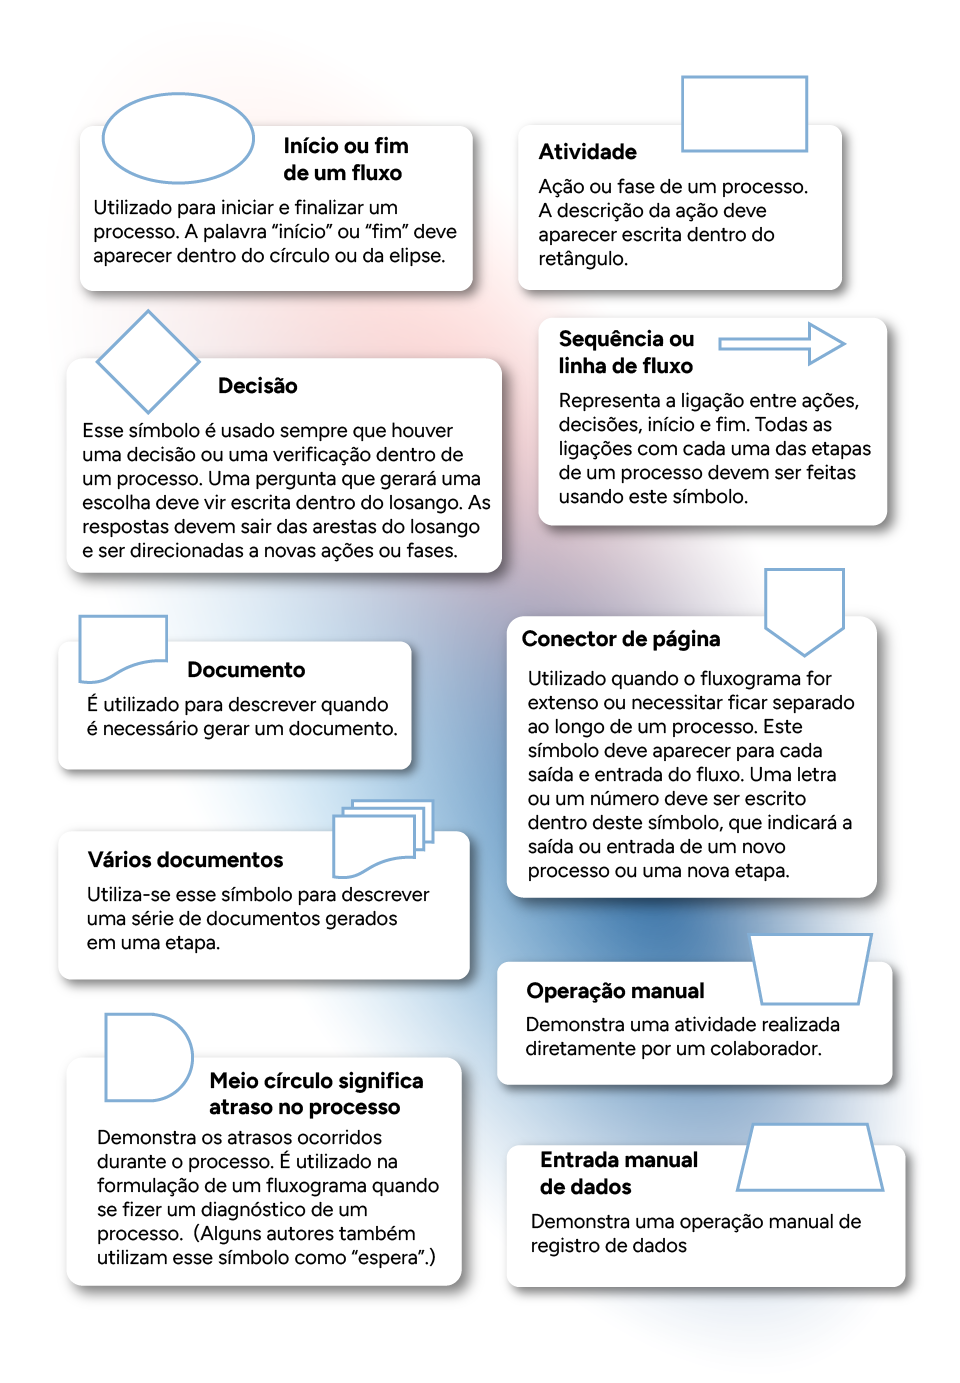 Início ou fim
de um fluxo
Utilizado para iniciar e finalizar um
processo. A palavra “início” ou “fim” deve
aparecer dentro do círculo ou da elipse.
Atividade
Ação ou fase de um processo.
A descrição da ação deve
aparecer escrita dentro do
retângulo.
Decisão
Esse símbolo é usado sempre que houver
uma decisão ou uma verificação dentro de
um processo. Uma pergunta que gerará uma
escolha deve vir escrita dentro do losango. As
respostas devem sair das arestas do losango
e ser direcionadas a novas ações ou fases.
Sequência ou
linha de fluxo
Representa a ligação entre ações,
decisões, início e fim. Todas as
ligações com cada uma das etapas
de um processo devem ser feitas
usando este símbolo.
Documento
É utilizado para descrever quando
é necessário gerar um documento.
Conector de página
Utilizado quando o fluxograma for
extenso ou necessitar ficar separado
ao longo de um processo. Este
símbolo deve aparecer para cada
saída e entrada do fluxo. Uma letra
ou um número deve ser escrito
dentro deste símbolo, que indicará a
saída ou entrada de um novo
processo ou uma nova etapa.
Vários documentos
Utiliza-se esse símbolo para descrever
uma série de documentos gerados
em uma etapa.
Operação manual
Demonstra uma atividade realizada
diretamente por um colaborador.
Meio círculo significa
atraso no processo
Demonstra os atrasos ocorridos
durante o processo. É utilizado na
formulação de um fluxograma quando
se fizer um diagnóstico de um
processo.  (Alguns autores também
utilizam esse símbolo como “espera”.)
Entrada manual
de dados
Demonstra uma operação manual de
registro de dados